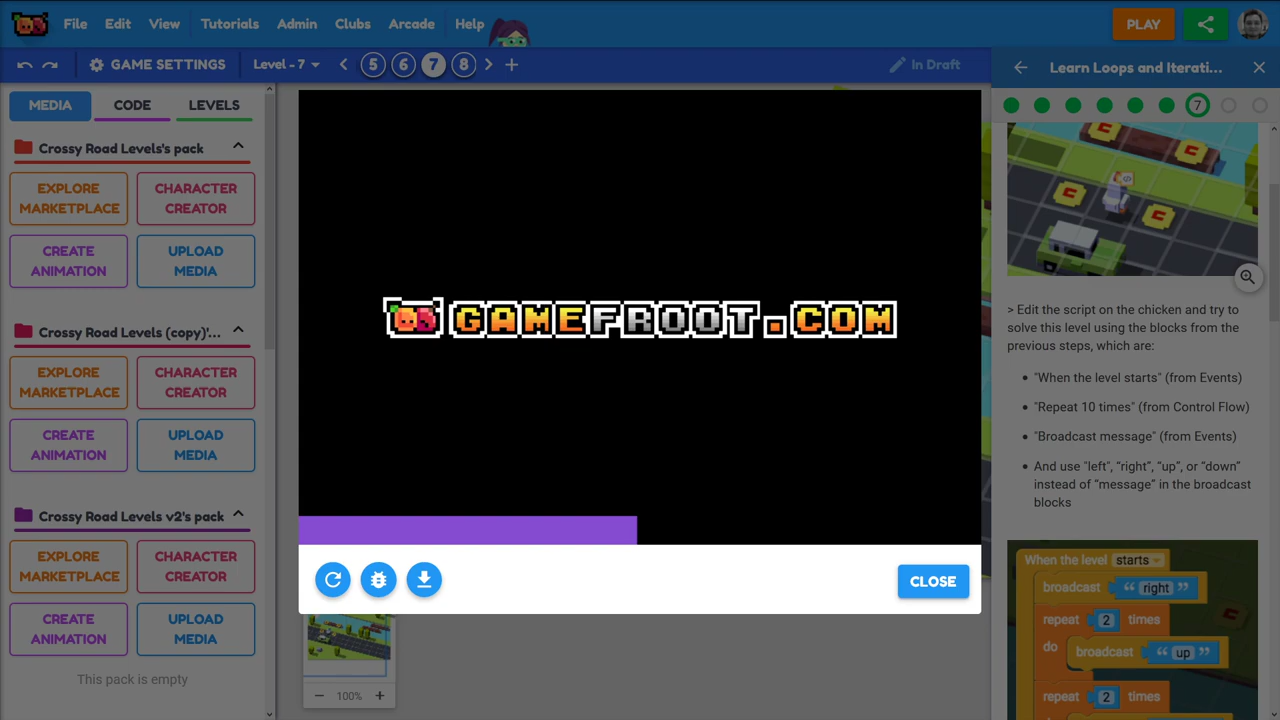 File Edit View Tutorials Admin Clubs Arcade Help PLAY
GAME SETTINGS Level - 7 5 6 7 8 In Draft
Learn Loops and Iterati...
7
MEDIA CODE LEVELS
Crossy Road Levels's pack
EXPLORE MARKETPLACE
CHARACTER CREATOR
CREATE ANIMATION
UPLOAD MEDIA
Crossy Road Levels (copy)'...
EXPLORE MARKETPLACE
CHARACTER CREATOR
CREATE ANIMATION
UPLOAD MEDIA
Crossy Road Levels v2's pack
EXPLORE MARKETPLACE
CHARACTER CREATOR
CREATE ANIMATION
UPLOAD MEDIA
This pack is empty
GAMEFROOT.COM
CLOSE
100%
> Edit the script on the chicken and try to
solve this level using the blocks from the
previous steps, which are:
"When the level starts" (from Events)
"Repeat 10 times" (from Control Flow)
"Broadcast message" (from Events)
And use "left", “right”, “up”, or “down”
instead of “message” in the broadcast
blocks
When the level starts
broadcast “ right ”
repeat 2 times
do broadcast “ up ”
repeat 2 times